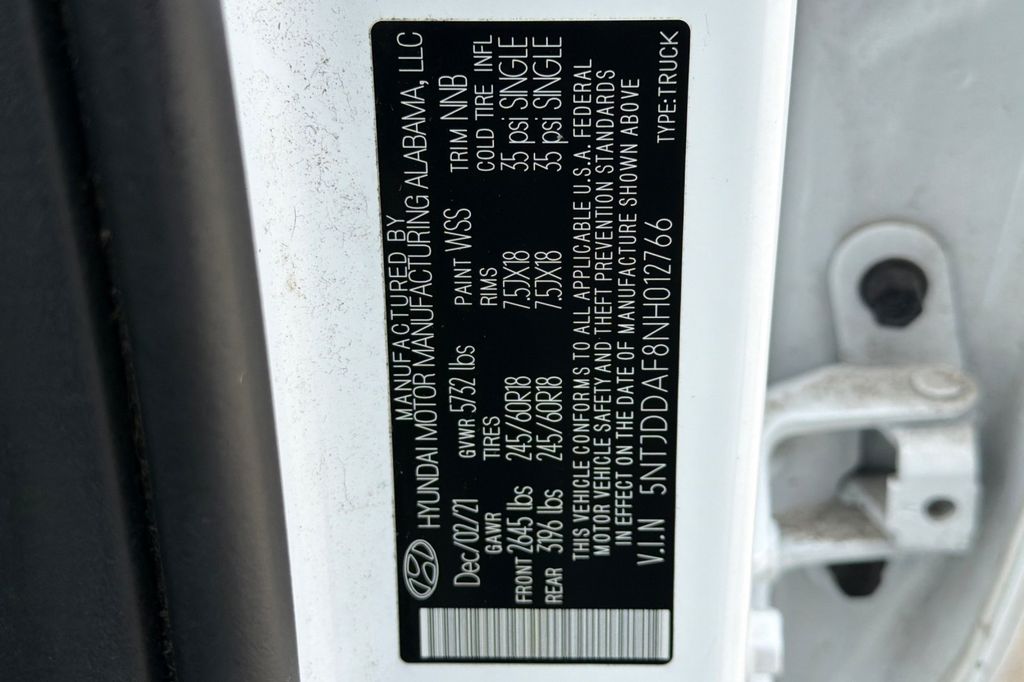 MANUFACTURED BY
HYUNDAI MOTOR MANUFACTURING ALABAMA, LLC
Dec/02/21 GVWR 5732 lbs PAINT WSS TRIM NNB
GAWR TIRES RIMS COLD TIRE INFL
FRONT 2645 lbs 245/60R18 7.5JX18 35 psi SINGLE
REAR 3196 lbs 245/60R18 7.5JX18 35 psi SINGLE
THIS VEHICLE CONFORMS TO ALL APPLICABLE U.S.A. FEDERAL
MOTOR VEHICLE SAFETY AND THEFT PREVENTION STANDARDS
IN EFFECT ON THE DATE OF MANUFACTURE SHOWN ABOVE
V.I.N 5NTJDDAF8NH012766 TYPE:TRUCK